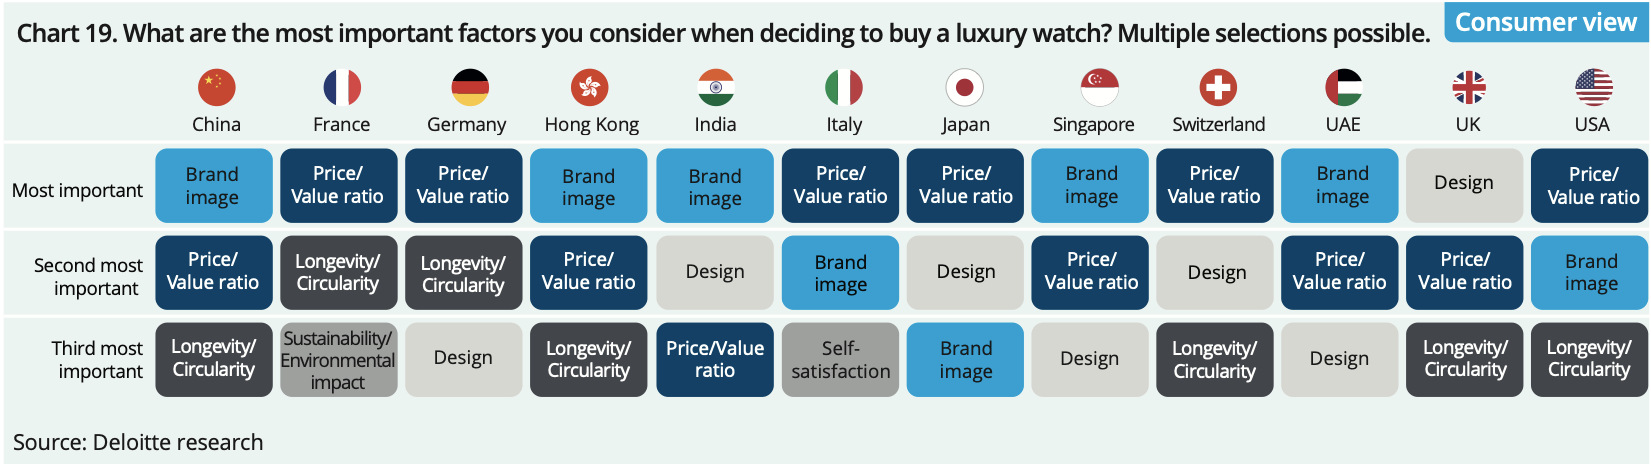 Chart 19. What are the most important factors you consider when deciding to buy a luxury watch? Multiple selections possible.
Consumer view
China
France
Germany
Hong Kong
India
Italy
Japan
Singapore
Switzerland
UAE
UK
USA
Most important
Brand
image
Price/
Value ratio
Price/
Value ratio
Brand
image
Brand
image
Price/
Value ratio
Price/
Value ratio
Brand
image
Price/
Value ratio
Brand
image
Design
Price/
Value ratio
Second most
important
Price/
Value ratio
Longevity/
Circularity
Longevity/
Circularity
Price/
Value ratio
Design
Brand
image
Design
Price/
Value ratio
Design
Price/
Value ratio
Price/
Value ratio
Brand
image
Third most
important
Longevity/
Circularity
Sustainability/
Environmental
impact
Design
Longevity/
Circularity
Price/Value
ratio
Self-
satisfaction
Brand
image
Design
Longevity/
Circularity
Design
Longevity/
Circularity
Longevity/
Circularity
Source: Deloitte research